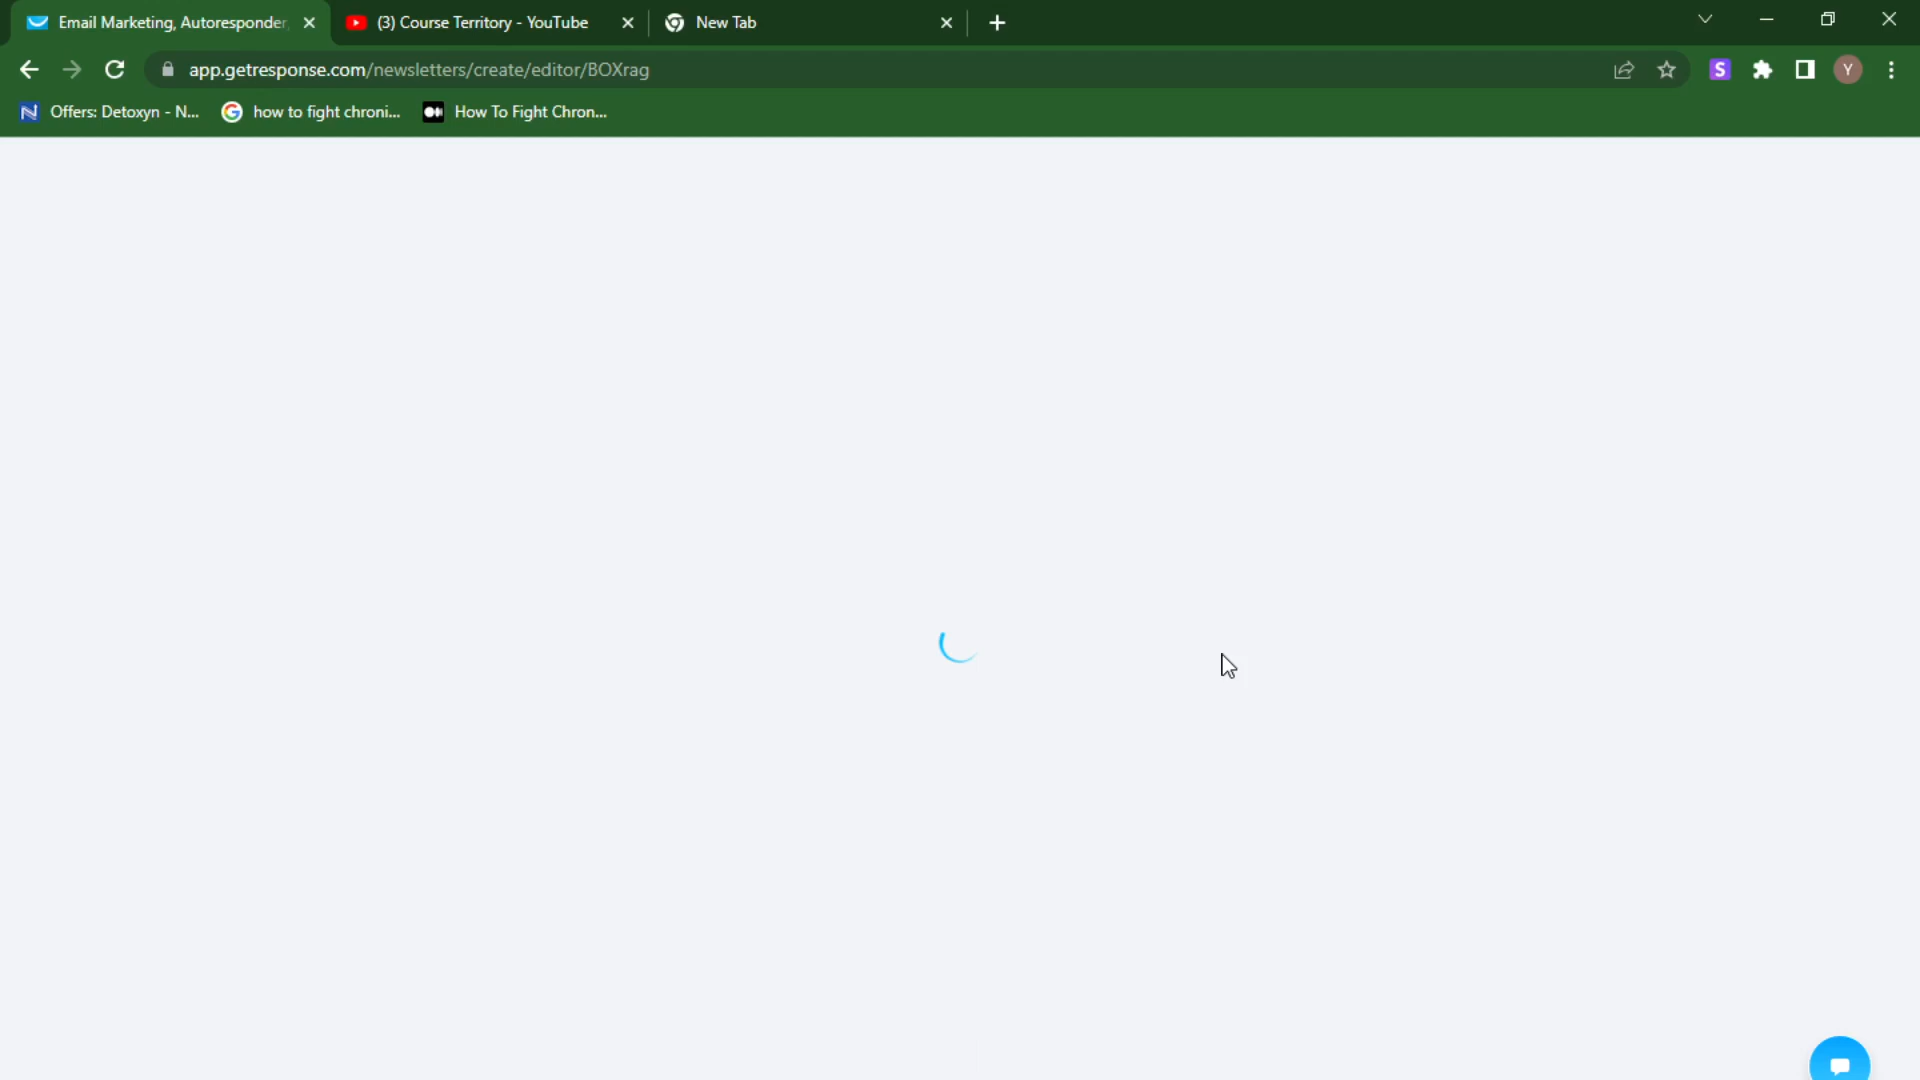 Email Marketing, Autoresponder,
(3) Course Territory - YouTube
New Tab
app.getresponse.com/newsletters/create/editor/BOXrag
S
Y
Offers: Detoxyn - N...
how to fight chroni...
How To Fight Chron...